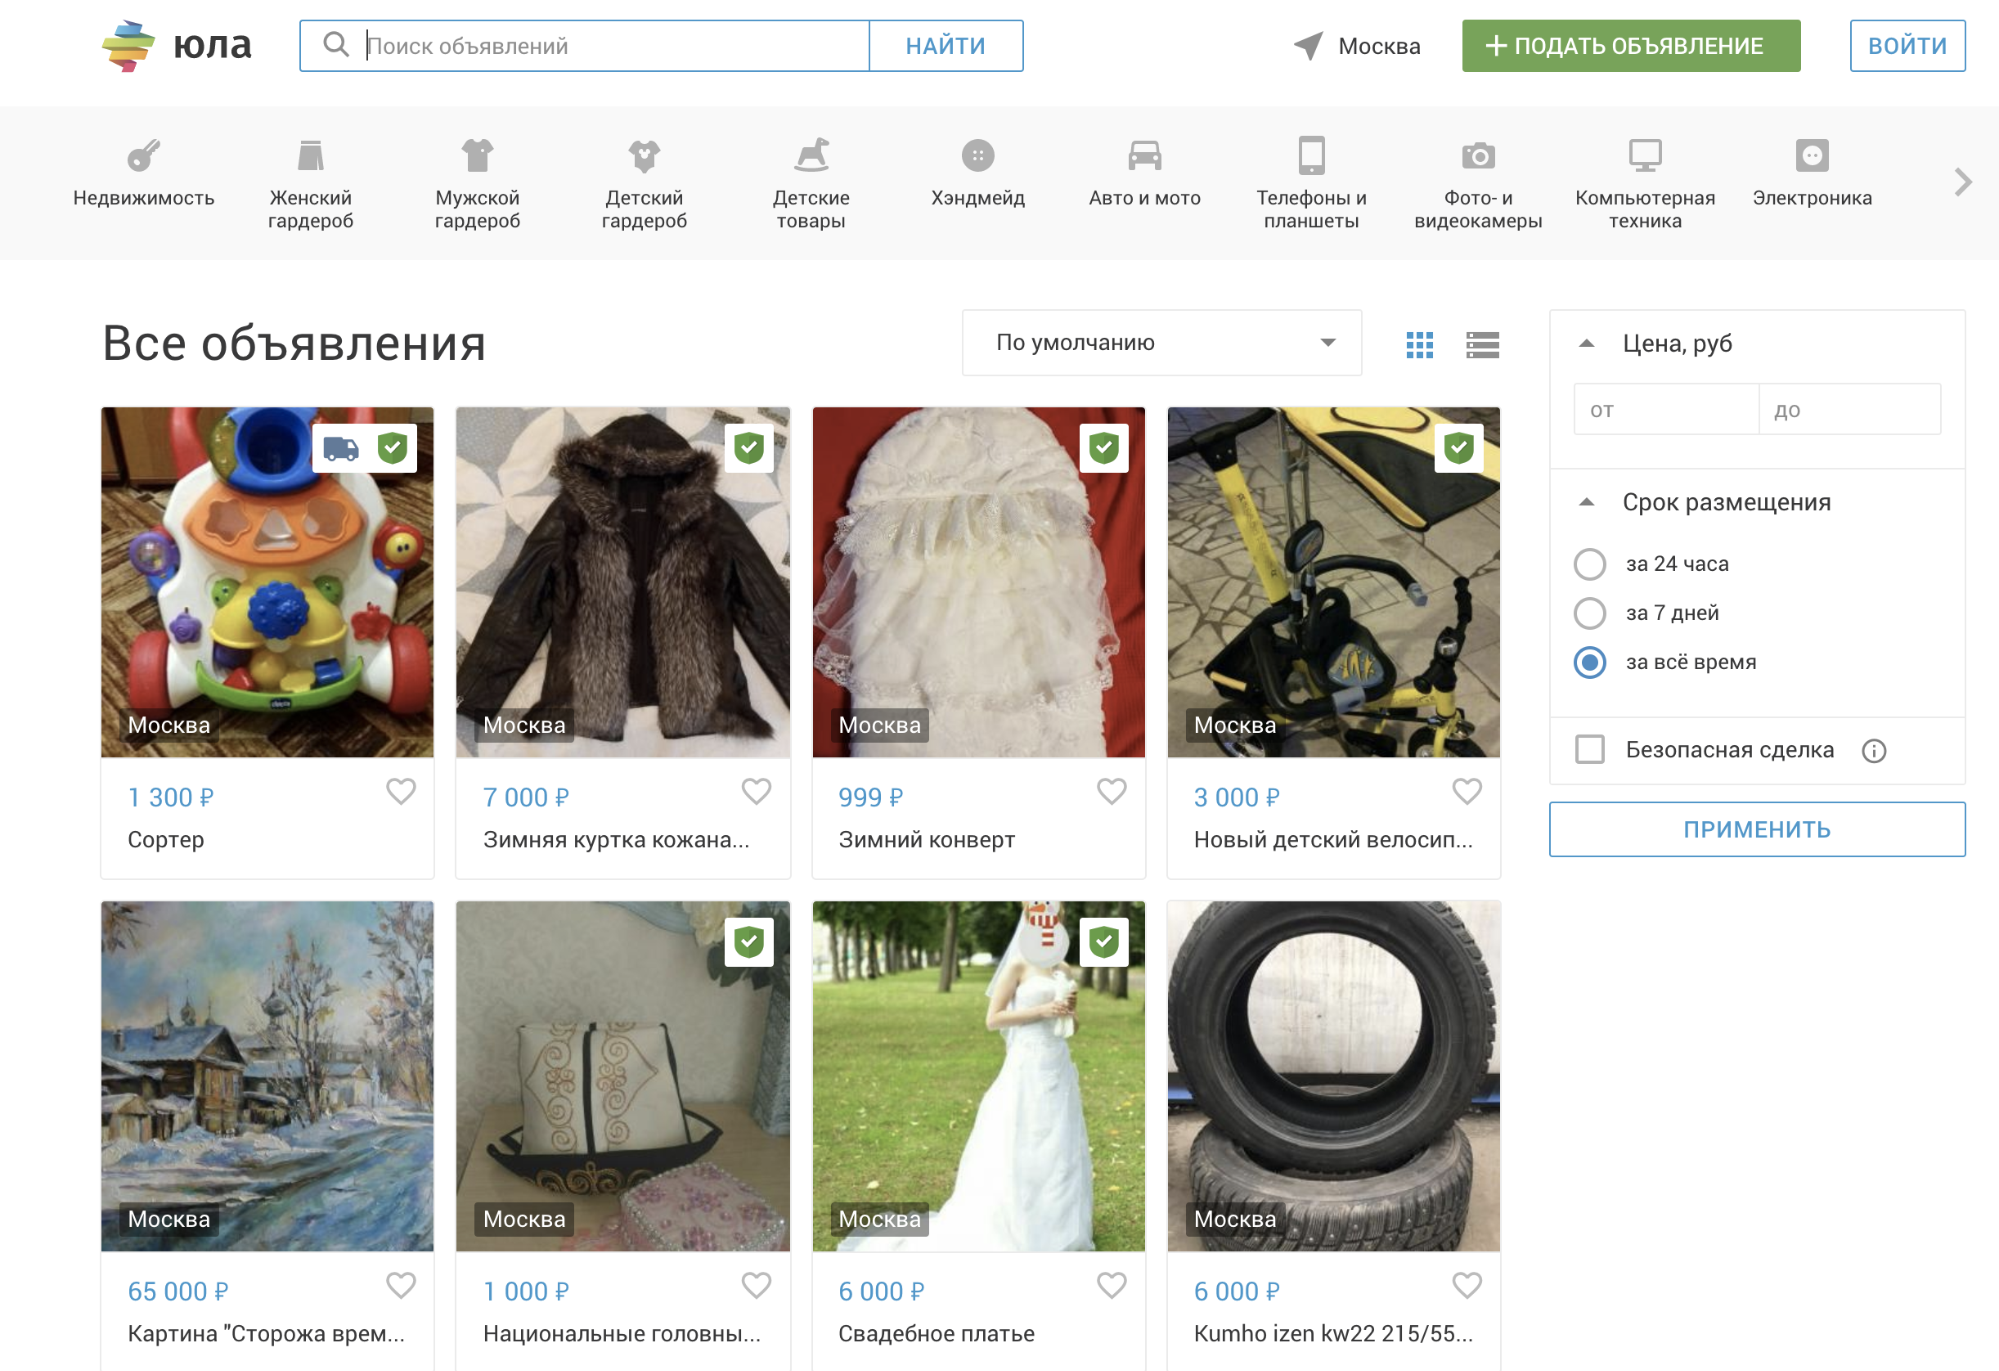 юла
Поиск объявлений
НАЙТИ
Москва
+ ПОДАТЬ ОБЪЯВЛЕНИЕ
ВОЙТИ
Недвижимость
Женский
гардероб
Мужской
гардероб
Детский
гардероб
Детские
товары
Хэндмейд
Авто и мото
Телефоны и
планшеты
Фото- и
видеокамеры
Компьютерная
техника
Электроника
Все объявления
По умолчанию
Цена, руб
от
до
Срок размещения
за 24 часа
за 7 дней
за всё время
Безопасная сделка
ПРИМЕНИТЬ
Москва
1 300 ₽
Сортер
Москва
7 000 ₽
Зимняя куртка кожана...
Москва
999 ₽
Зимний конверт
Москва
3 000 ₽
Новый детский велосип...
Москва
65 000 ₽
Картина "Сторожа врем...
Москва
1 000 ₽
Национальные головны...
Москва
6 000 ₽
Свадебное платье
Москва
6 000 ₽
Kumho izen kw22 215/55...